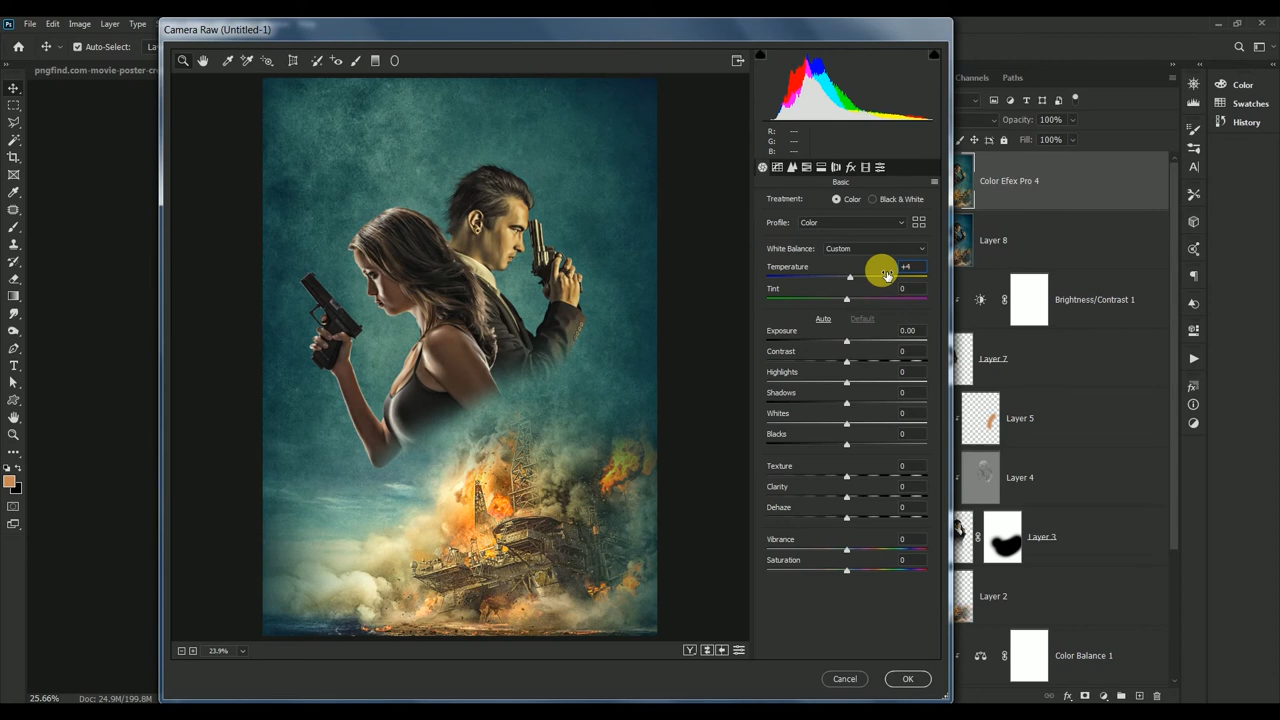 Camera Raw (Untitled-1)
Ps File Edit Image Layer Type
Auto-Select:
pngfind.com-movie-poster-cr
R: ---
G: ---
B: ---
Basic
Treatment: Color Black & White
Profile: Color
White Balance: Custom
Temperature +4
Tint 0
Auto Default
Exposure 0.00
Contrast 0
Highlights 0
Shadows 0
Whites 0
Blacks 0
Texture 0
Clarity 0
Dehaze 0
Vibrance 0
Saturation 0
23.9%
Cancel OK
Channels Paths
Opacity: 100%
Fill: 100%
Color Efex Pro 4
Layer 8
Brightness/Contrast 1
Layer 7
Layer 5
Layer 4
Layer 3
Layer 2
Color Balance 1
Color
Swatches
History
25.66% Doc: 24.9M/199.8M